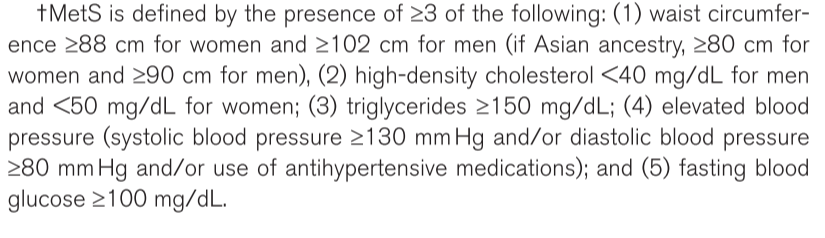 †MetS is defined by the presence of ≥3 of the following: (1) waist circumfer-
ence ≥88 cm for women and ≥102 cm for men (if Asian ancestry, ≥80 cm for
women and ≥90 cm for men), (2) high-density cholesterol <40 mg/dL for men
and <50 mg/dL for women; (3) triglycerides ≥150 mg/dL; (4) elevated blood
pressure (systolic blood pressure ≥130 mm Hg and/or diastolic blood pressure
≥80 mm Hg and/or use of antihypertensive medications); and (5) fasting blood
glucose ≥100 mg/dL.